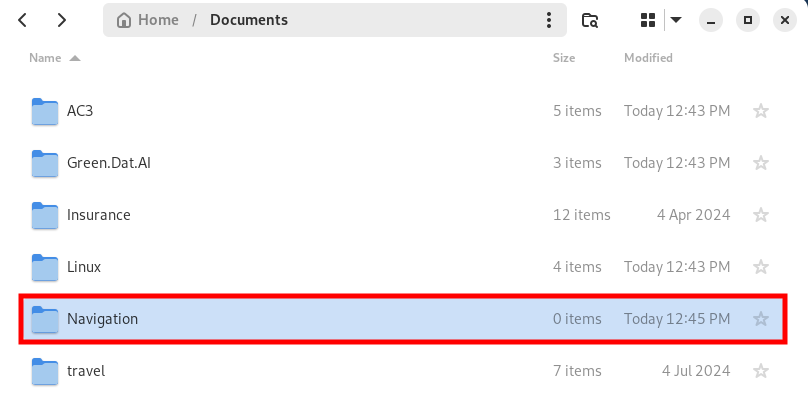 Home / Documents
Name Size Modified
AC3 5 items Today 12:43 PM
Green.Dat.AI 3 items Today 12:43 PM
Insurance 12 items 4 Apr 2024
Linux 4 items Today 12:43 PM
Navigation 0 items Today 12:45 PM
travel 7 items 4 Jul 2024